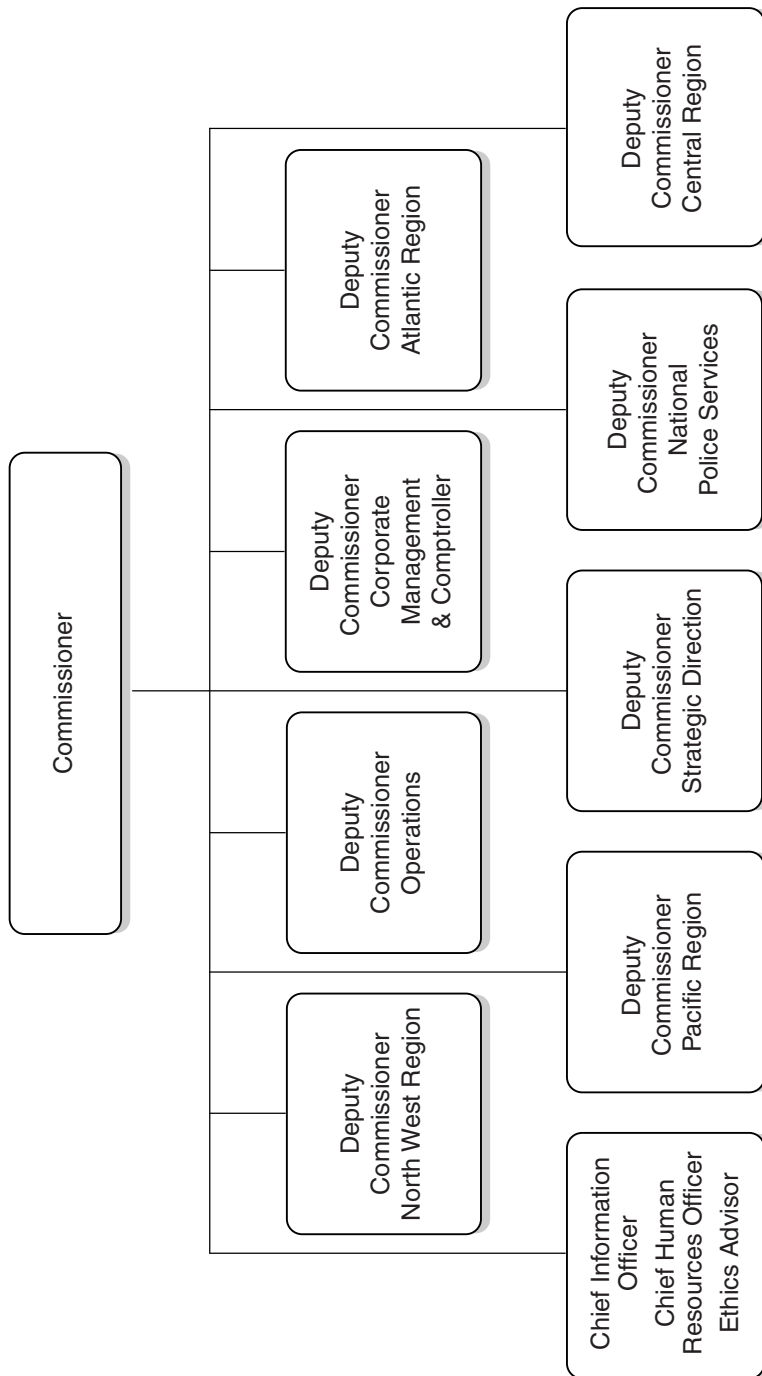 Commissioner
Deputy
Commissioner
North West Region
Deputy
Commissioner
Operations
Deputy
Commissioner
Corporate
Management
& Comptroller
Deputy
Commissioner
Atlantic Region
Chief Information
Officer
Chief Human
Resources Officer
Ethics Advisor
Deputy
Commissioner
Pacific Region
Deputy
Commissioner
Strategic Direction
Deputy
Commissioner
National
Police Services
Deputy
Commissioner
Central Region